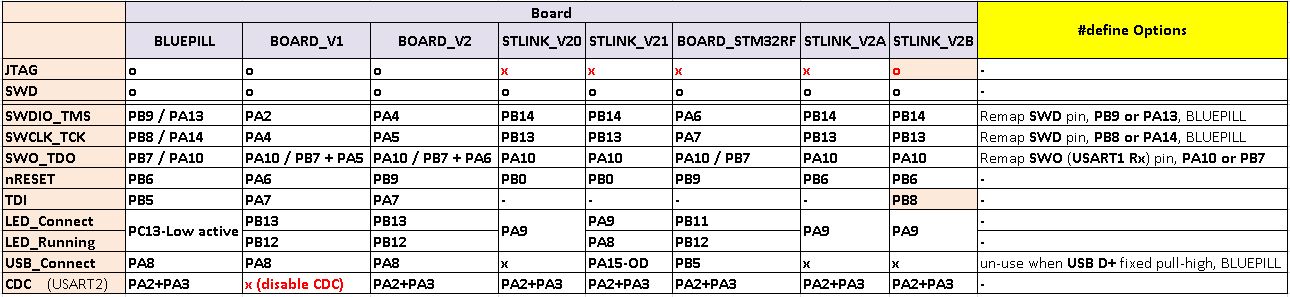 Board #define Options
BLUEPILL BOARD_V1 BOARD_V2 STLINK_V20 STLINK_V21 BOARD_STM32RF STLINK_V2A STLINK_V2B
JTAG o o o x x x x o -
SWD o o o o o o o o -
SWDIO_TMS PB9 / PA13 PA2 PA4 PB14 PB14 PA6 PB14 PB14 Remap SWD pin, PB9 or PA13, BLUEPILL
SWCLK_TCK PB8 / PA14 PA4 PA5 PB13 PB13 PA7 PB13 PB13 Remap SWD pin, PB8 or PA14, BLUEPILL
SWO_TDO PB7 / PA10 PA10 / PB7 + PA5 PA10 / PB7 + PA6 PA10 PA10 PA10 / PB7 PA10 PA10 Remap SWO (USART1 Rx) pin, PA10 or PB7
nRESET PB6 PA6 PB9 PB0 PB0 PB9 PB6 PB6 -
TDI PB5 PA7 PA7 - - - - PB8 -
LED_Connect PC13-Low active PB13 PB13 PA9 PA9 PB11 PA9 PA9 -
LED_Running PB12 PB12 PA8 PB12 -
USB_Connect PA8 PA8 PA8 x PA15-OD PB5 x x un-use when USB D+ fixed pull-high, BLUEPILL
CDC (USART2) PA2+PA3 x (disable CDC) PA2+PA3 PA2+PA3 PA2+PA3 PA2+PA3 PA2+PA3 PA2+PA3 -